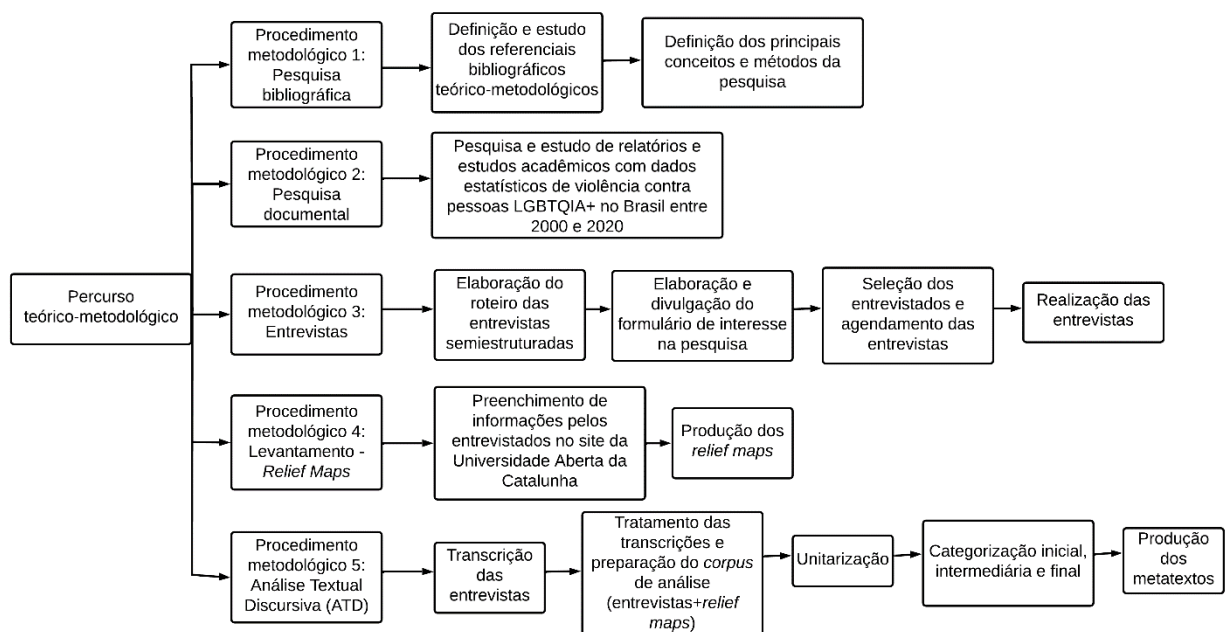 Procedimento
metodológico 1:
Pesquisa
bibliográfica
Definição e estudo
dos referenciais
bibliográficos
teórico-metodológicos
Definição dos principais
conceitos e métodos da
pesquisa
Procedimento
metodológico 2:
Pesquisa
documental
Pesquisa e estudo de relatórios e
estudos acadêmicos com dados
estatísticos de violência contra
pessoas LGBTQIA+ no Brasil entre
2000 e 2020
Percurso
teórico-metodológico
Procedimento
metodológico 3:
Entrevistas
Elaboração do
roteiro das
entrevistas
semiestruturadas
Elaboração e
divulgação do
formulário de interesse
na pesquisa
Seleção dos
entrevistados e
agendamento das
entrevistas
Realização das
entrevistas
Procedimento
metodológico 4:
Levantamento -
Relief Maps
Preenchimento de
informações pelos
entrevistados no site da
Universidade Aberta da
Catalunha
Produção dos
relief maps
Procedimento
metodológico 5:
Análise Textual
Discursiva (ATD)
Transcrição
das
entrevistas
Tratamento das
transcrições e
preparação do corpus
de análise
(entrevistas+relief
maps)
Unitarização
Categorização inicial,
intermediária e final
Produção
dos
metatextos